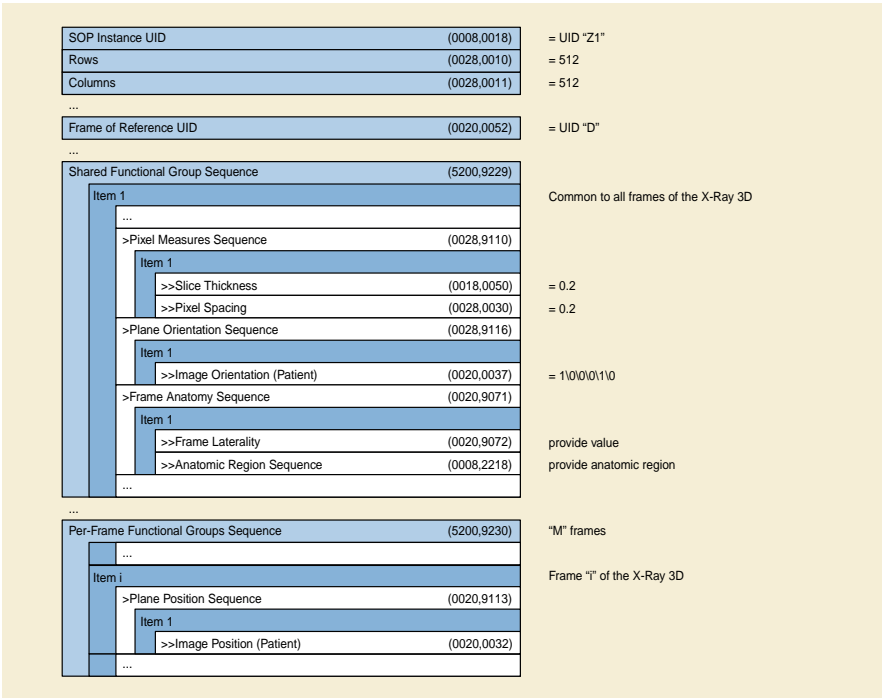 SOP Instance UID (0008,0018) = UID “Z1”
Rows (0028,0010) = 512
Columns (0028,0011) = 512
...
Frame of Reference UID (0020,0052) = UID “D”
...
Shared Functional Group Sequence (5200,9229)
Item 1 Common to all frames of the X-Ray 3D
...
>Pixel Measures Sequence (0028,9110)
Item 1
>>Slice Thickness (0018,0050) = 0.2
>>Pixel Spacing (0028,0030) = 0.2
>Plane Orientation Sequence (0028,9116)
Item 1
>>Image Orientation (Patient) (0020,0037) = 1\0\0\0\1\0
>Frame Anatomy Sequence (0020,9071)
Item 1
>>Frame Laterality (0020,9072) provide value
>>Anatomic Region Sequence (0008,2218) provide anatomic region
...
...
Per-Frame Functional Groups Sequence (5200,9230) “M” frames
...
Item i Frame “i” of the X-Ray 3D
>Plane Position Sequence (0020,9113)
Item 1
>>Image Position (Patient) (0020,0032)
...